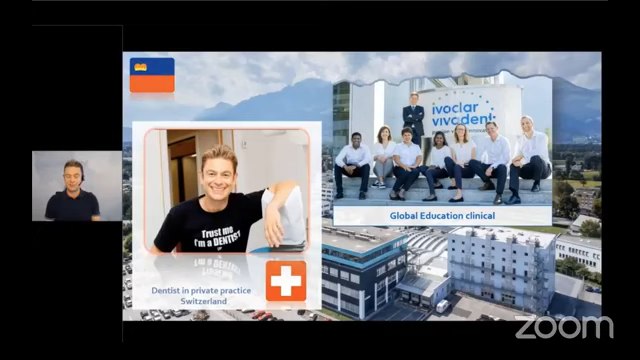 ivoclar
vivadent
Trust me
I'm a DENTIST
Global Education clinical
Dentist in private practice
Switzerland
zoom